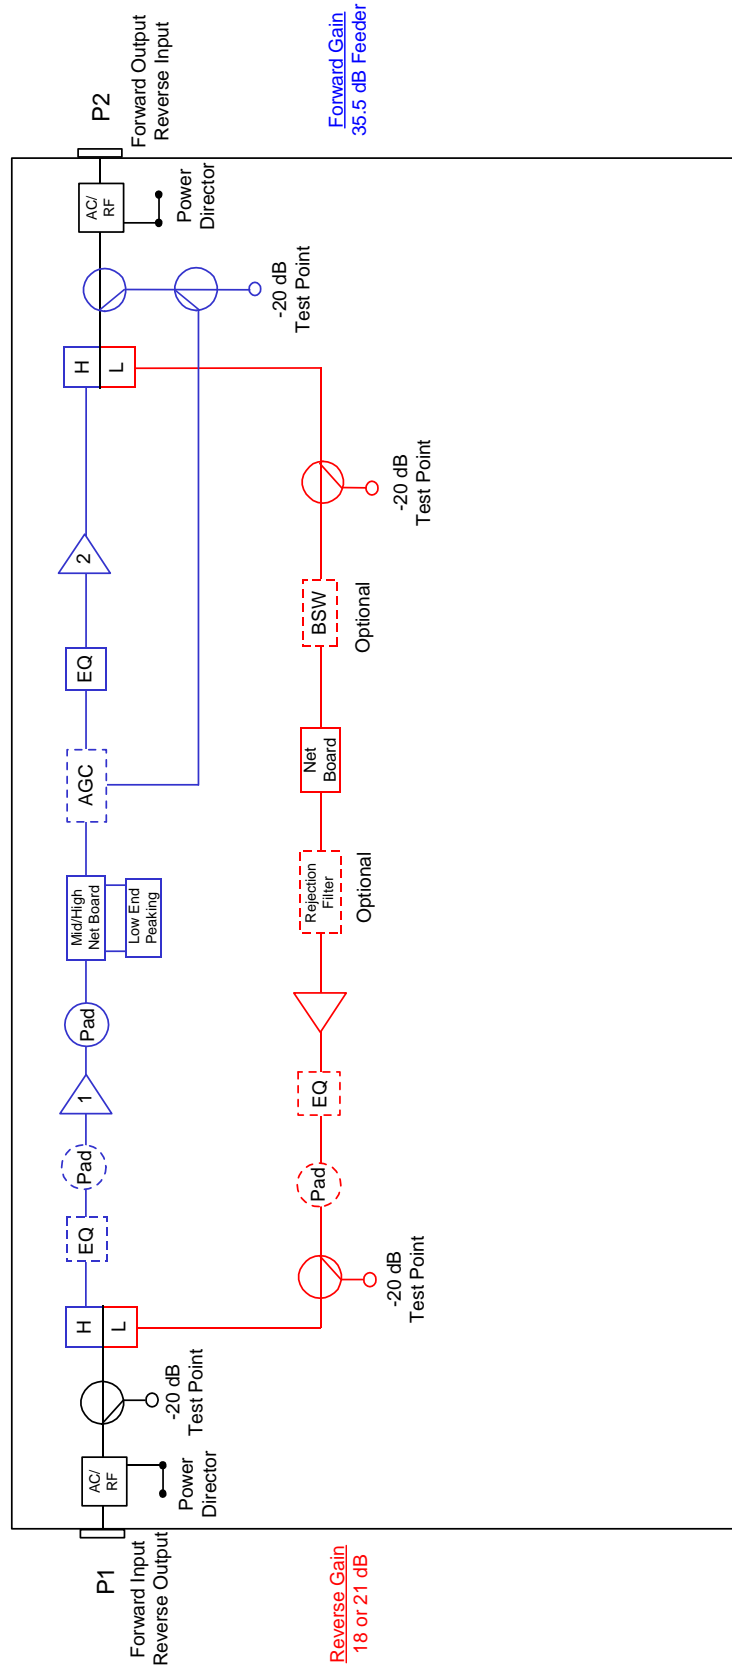 P1
Forward Input
Reverse Output
AC/
RF
Power
Director
-20 dB
Test Point
H
L
EQ
Pad
1
Pad
Mid/High
Net Board
Low End
Peaking
AGC
EQ
2
H
L
-20 dB
Test Point
AC/
RF
Power
Director
P2
Forward Output
Reverse Input
-20 dB
Test Point
Pad
EQ
Rejection
Filter
Optional
Net
Board
BSW
Optional
-20 dB
Test Point
Reverse Gain
18 or 21 dB
Forward Gain
35.5 dB Feeder